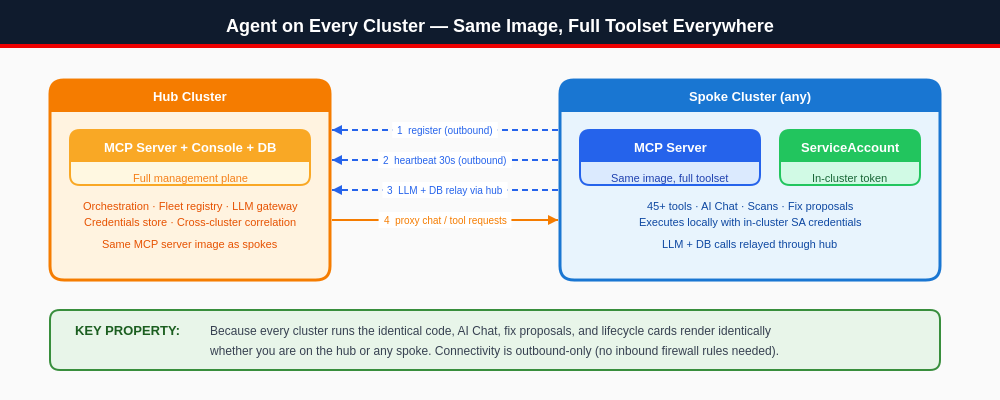 Agent on Every Cluster — Same Image, Full Toolset Everywhere
Hub Cluster
MCP Server + Console + DB
Full management plane
Orchestration · Fleet registry · LLM gateway
Credentials store · Cross-cluster correlation
Same MCP server image as spokes
1 register (outbound)
2 heartbeat 30s (outbound)
3 LLM + DB relay via hub
4 proxy chat / tool requests
Spoke Cluster (any)
MCP Server
Same image, full toolset
ServiceAccount
In-cluster token
45+ tools · AI Chat · Scans · Fix proposals
Executes locally with in-cluster SA credentials
LLM + DB calls relayed through hub
KEY PROPERTY:
Because every cluster runs the identical code, AI Chat, fix proposals, and lifecycle cards render identically
whether you are on the hub or any spoke. Connectivity is outbound-only (no inbound firewall rules needed).